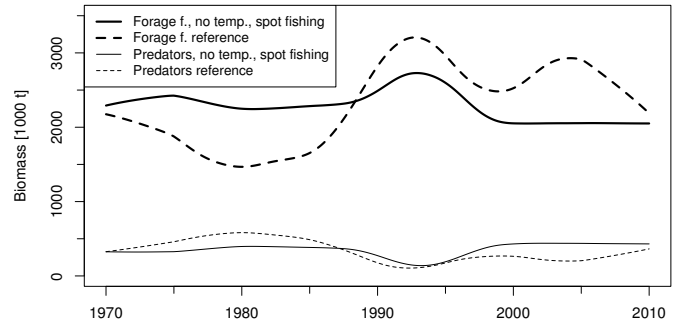 Forage f., no temp., spot fishing
Forage f. reference
Predators, no temp., spot fishing
Predators reference
Biomass [1000 t]
3000
2000
1000
0
1970
1980
1990
2000
2010